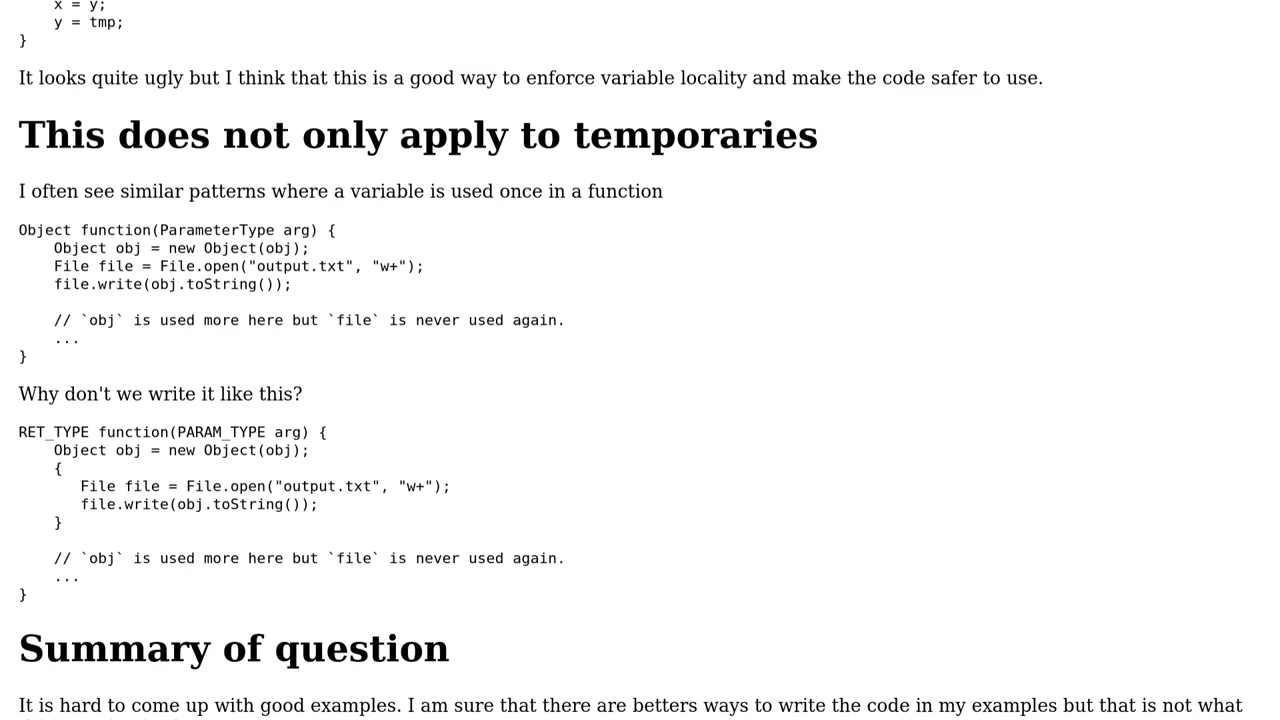 x = y;
    y = tmp;
}
It looks quite ugly but I think that this is a good way to enforce variable locality and make the code safer to use.
This does not only apply to temporaries
I often see similar patterns where a variable is used once in a function
Object function(ParameterType arg) {
    Object obj = new Object(obj);
    File file = File.open("output.txt", "w+");
    file.write(obj.toString());
    // `obj` is used more here but `file` is never used again.
    ...
}
Why don't we write it like this?
RET_TYPE function(PARAM_TYPE arg) {
    Object obj = new Object(obj);
    {
       File file = File.open("output.txt", "w+");
       file.write(obj.toString());
    }
    // `obj` is used more here but `file` is never used again.
    ...
}
Summary of question
It is hard to come up with good examples. I am sure that there are betters ways to write the code in my examples but that is not what